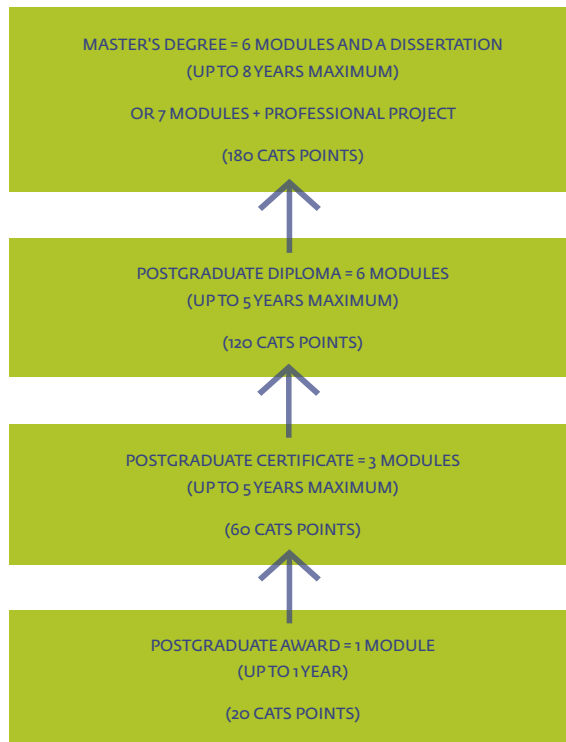 MASTER'S DEGREE = 6 MODULES AND A DISSERTATION
(UP TO 8 YEARS MAXIMUM)
OR 7 MODULES + PROFESSIONAL PROJECT
(180 CATS POINTS)
POSTGRADUATE DIPLOMA = 6 MODULES
(UP TO 5 YEARS MAXIMUM)
(120 CATS POINTS)
POSTGRADUATE CERTIFICATE = 3 MODULES
(UP TO 5 YEARS MAXIMUM)
(60 CATS POINTS)
POSTGRADUATE AWARD = 1 MODULE
(UP TO 1 YEAR)
(20 CATS POINTS)